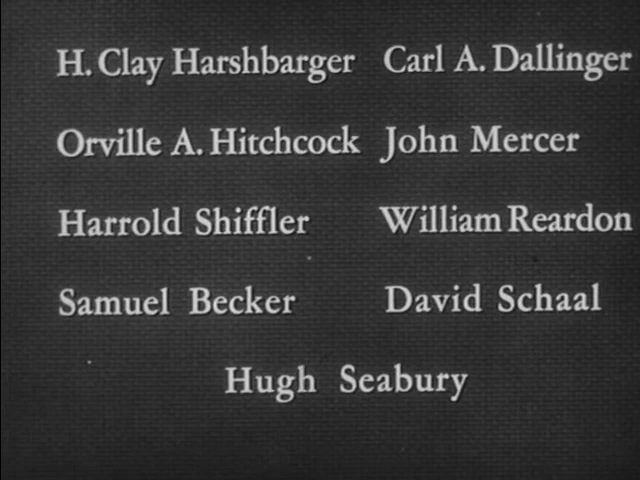 H. Clay Harshbarger Carl A. Dallinger
Orville A. Hitchcock John Mercer
Harrold Shiffler William Reardon
Samuel Becker David Schaal
Hugh Seabury